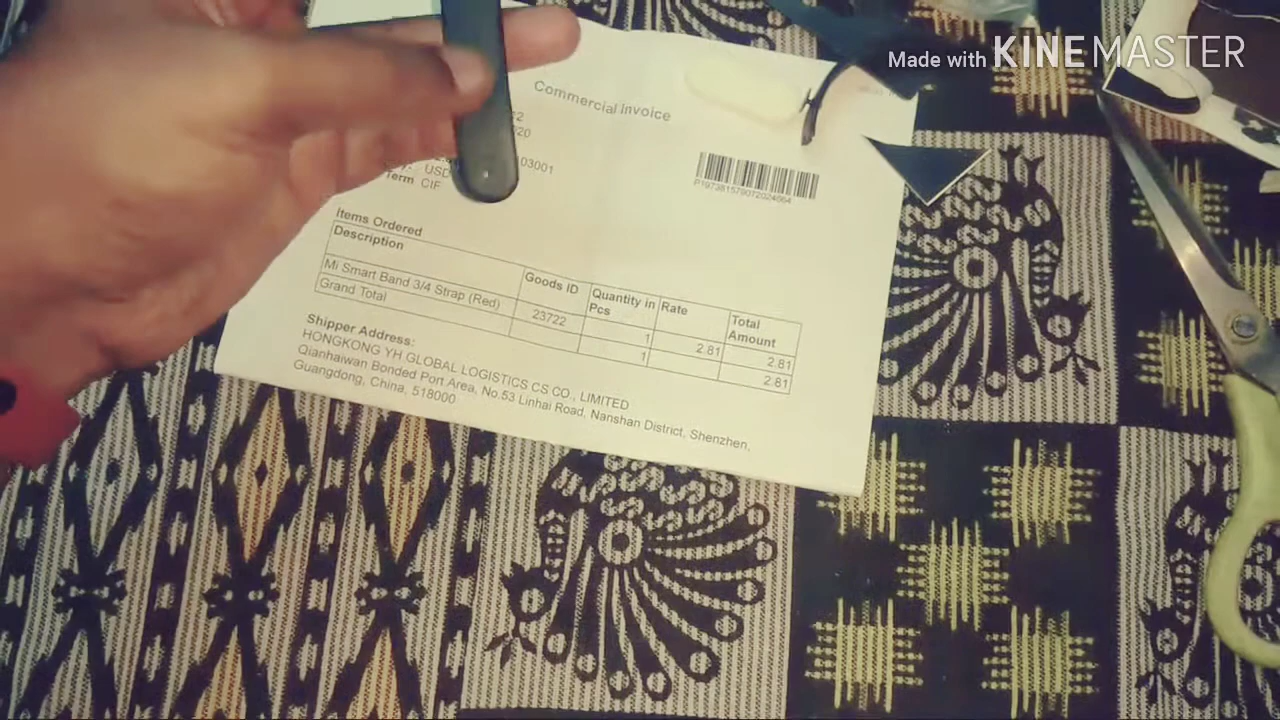 Made with KINEMASTER
Commercial Invoice
03001
USD
Term CIF
P197381579072024664
Items Ordered
Description Goods ID Quantity in Pcs Rate Total Amount
Mi Smart Band 3/4 Strap (Red) 23722 1 2.81 2.81
Grand Total 1 2.81
Shipper Address:
HONGKONG YH GLOBAL LOGISTICS CS CO., LIMITED
Qianhaiwan Bonded Port Area, No.53 Linhai Road, Nanshan District, Shenzhen,
Guangdong, China, 518000